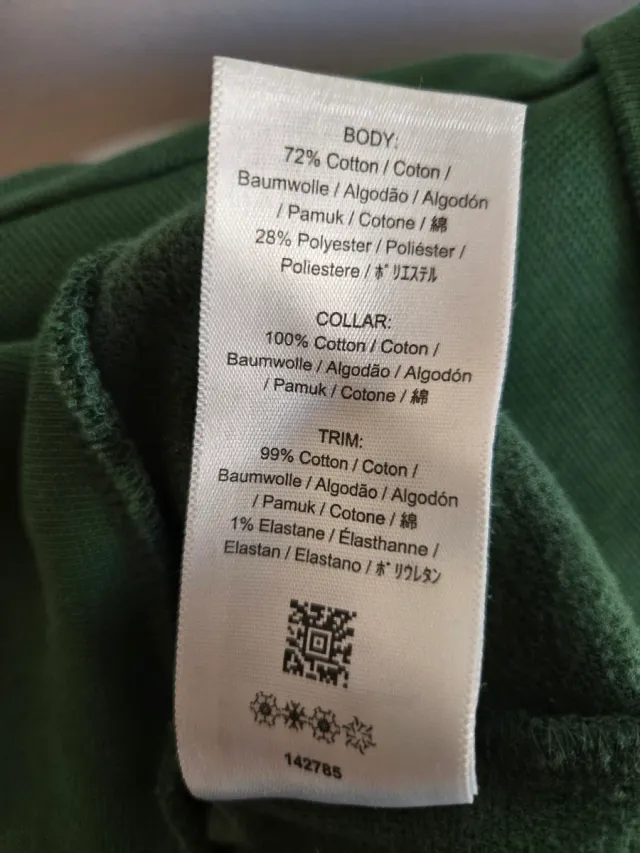 BODY:
72% Cotton / Coton /
Baumwolle / Algodão / Algodón
/ Pamuk / Cotone / 綿
28% Polyester / Poliéster /
Poliestere / ポリエステル
COLLAR:
100% Cotton / Coton /
Baumwolle / Algodão / Algodón
/ Pamuk / Cotone / 綿
TRIM:
99% Cotton / Coton /
Baumwolle / Algodão / Algodón
/ Pamuk / Cotone / 綿
1% Elastane / Élasthanne /
Elastan / Elastano / ポリウレタン
142785